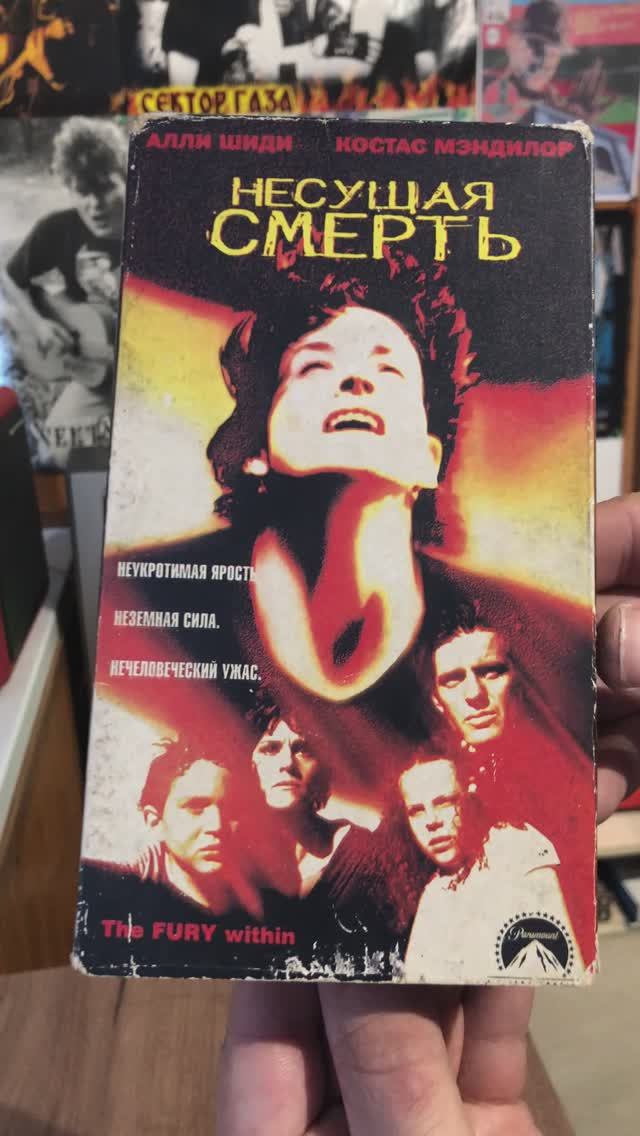 СЕКТОР ГАЗА
АЛЛИ ШИДИ КОСТАС МЭНДИЛОР
НЕСУЩАЯ
СМЕРТЬ
НЕУКРОТИМАЯ ЯРОСТЬ
НЕЗЕМНАЯ СИЛА.
НЕЧЕЛОВЕЧЕСКИЙ УЖАС.
The FURY within
Paramount